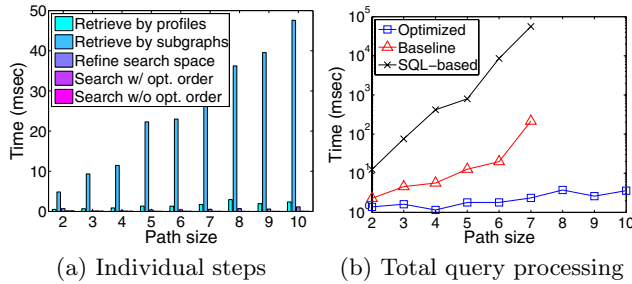 50
40
30
20
10
0
Time (msec)
Retrieve by profiles
Retrieve by subgraphs
Refine search space
Search w/ opt. order
Search w/o opt. order
2 3 4 5 6 7 8 9 10
Path size
(a) Individual steps
10^5
10^4
10^3
10^2
10^1
10^0
Time (msec)
Optimized
Baseline
SQL-based
2 3 4 5 6 7 8 9 10
Path size
(b) Total query processing